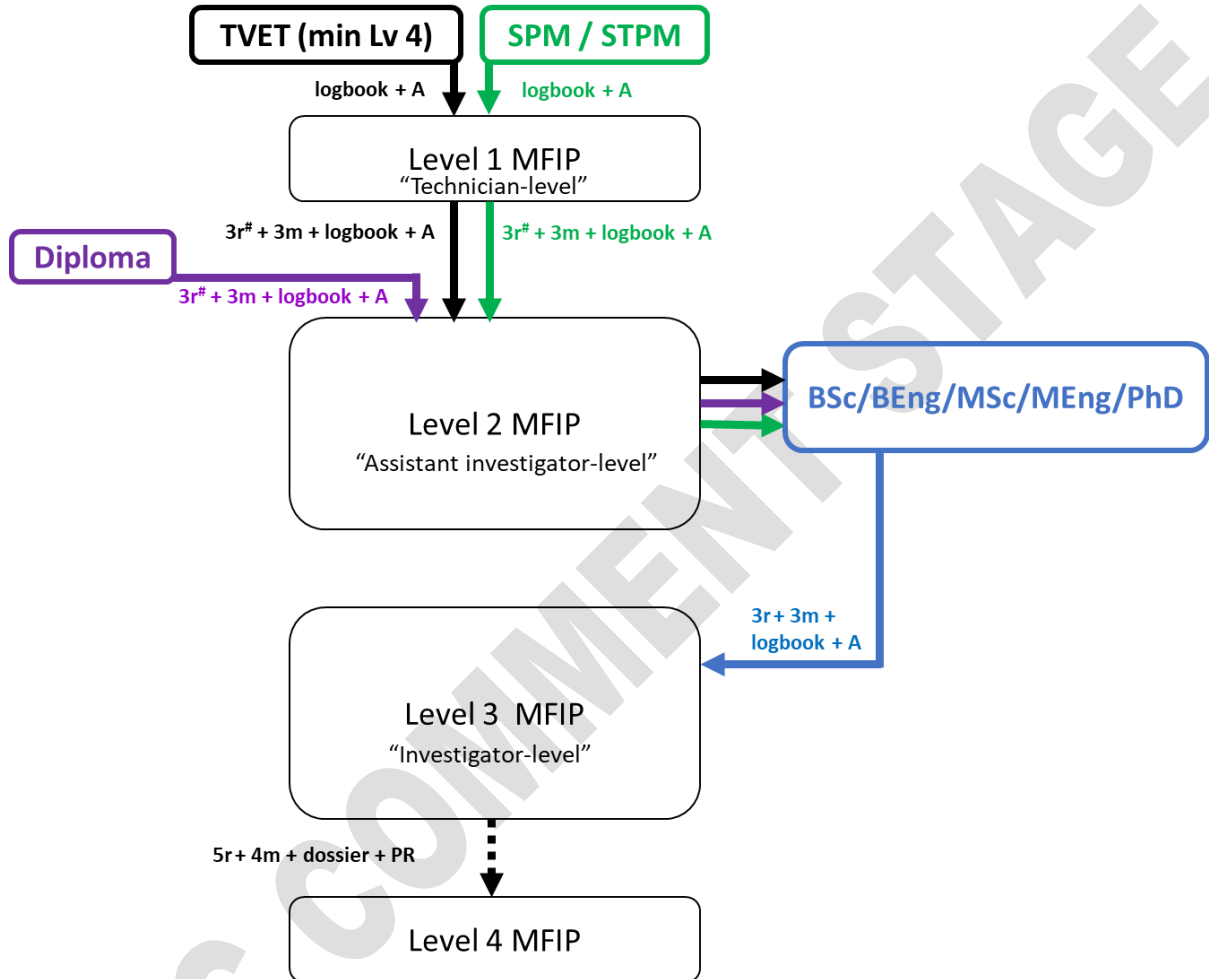 TVET (min Lv 4)
SPM / STPM
logbook + A
logbook + A
Level 1 MFIP
“Technician-level”
3r# + 3m + logbook + A
3r# + 3m + logbook + A
Diploma
3r# + 3m + logbook + A
Level 2 MFIP
“Assistant investigator-level”
BSc/BEng/MSc/MEng/PhD
3r + 3m +
logbook + A
Level 3 MFIP
“Investigator-level”
5r + 4m + dossier + PR
Level 4 MFIP
COMMENT STAGE